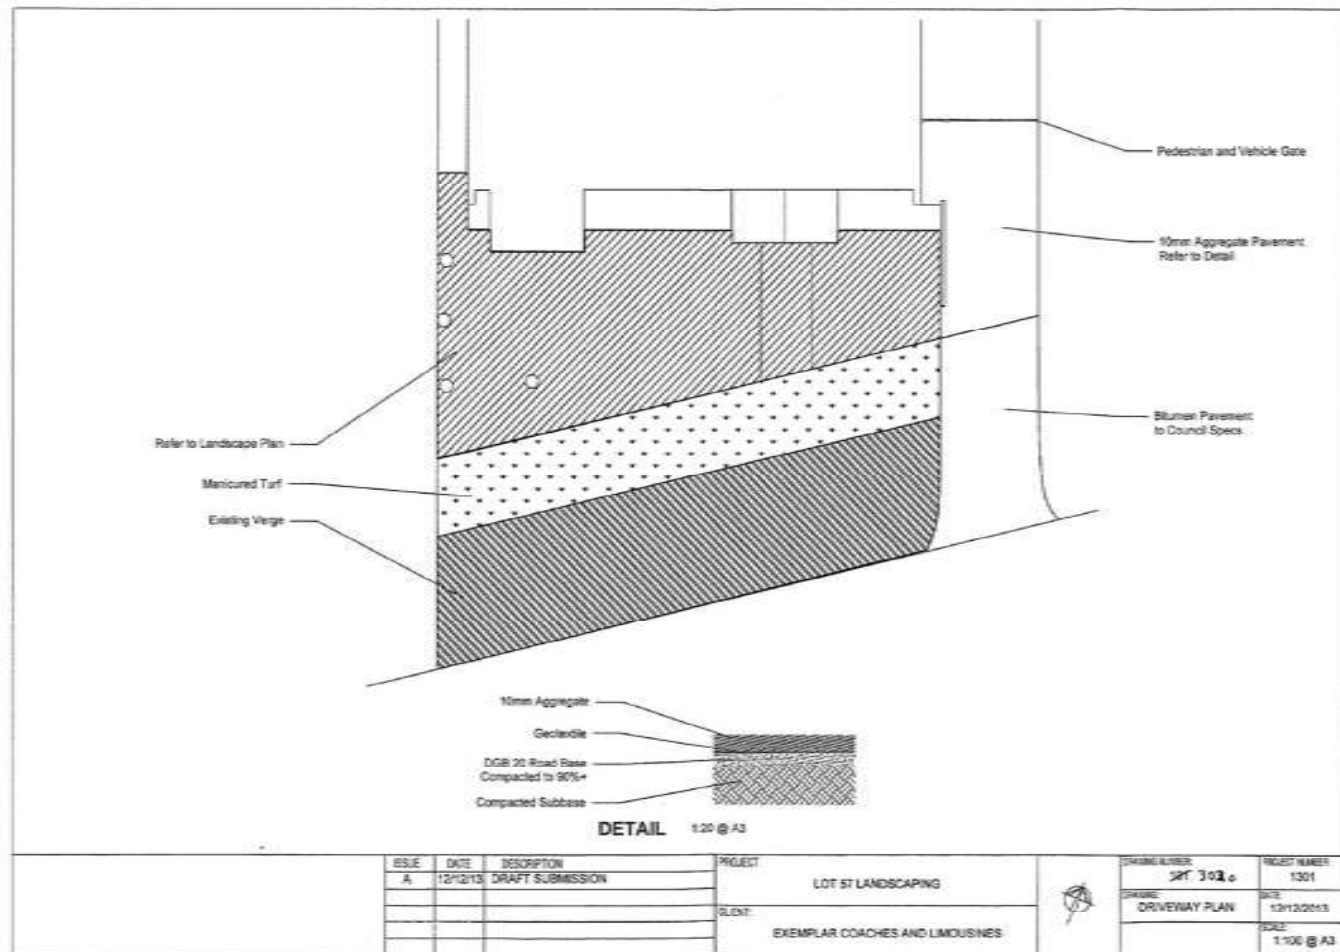 Pedestrian and Vehicle Gate
10mm Aggregate Pavement
Refer to Detail
Bitumen Pavement
to Council Specs
Refer to Landscape Plan
Manicured Turf
Existing Verge
10mm Aggregate
Geotextile
DGB 20 Road Base
Compacted to 90%+
Compacted Subbase
DETAIL 1:20 @ A3
ISSUE DATE DESCRIPTION
A 12/12/13 DRAFT SUBMISSION
PROJECT
LOT 57 LANDSCAPING
CLIENT:
EXEMPLAR COACHES AND LIMOUSINES
DRAWING NUMBER:
PROJECT NUMBER
1301
DRAWING:
DRIVEWAY PLAN
DATE:
12/12/2013
SCALE:
1:100 @ A3